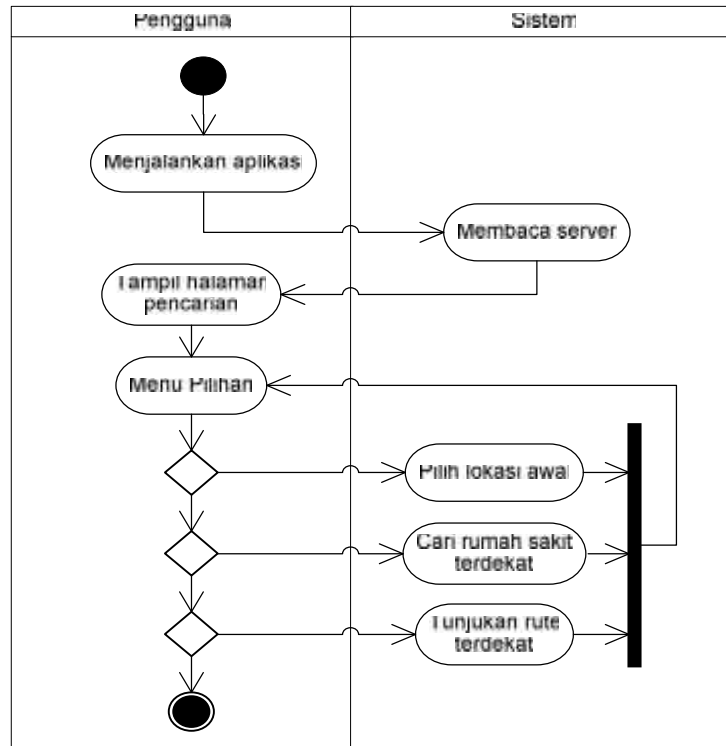 Pengguna
Sistem
Menjalankan aplikasi
Membaca server
Tampil halaman
pencarian
Menu Pilihan
Pilih lokasi awal
Cari rumah sakit
terdekat
Tunjukan rute
terdekat